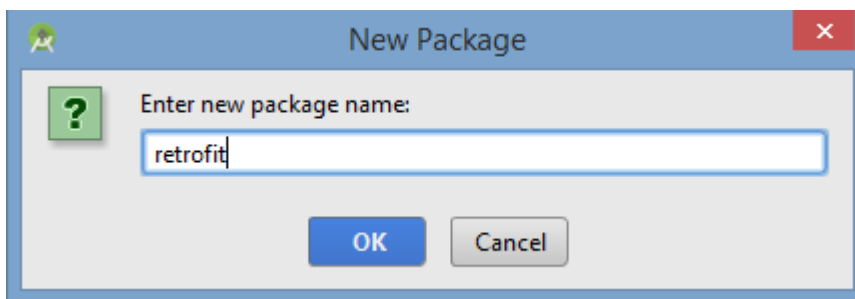 New Package
Enter new package name:
retrofit
OK
Cancel